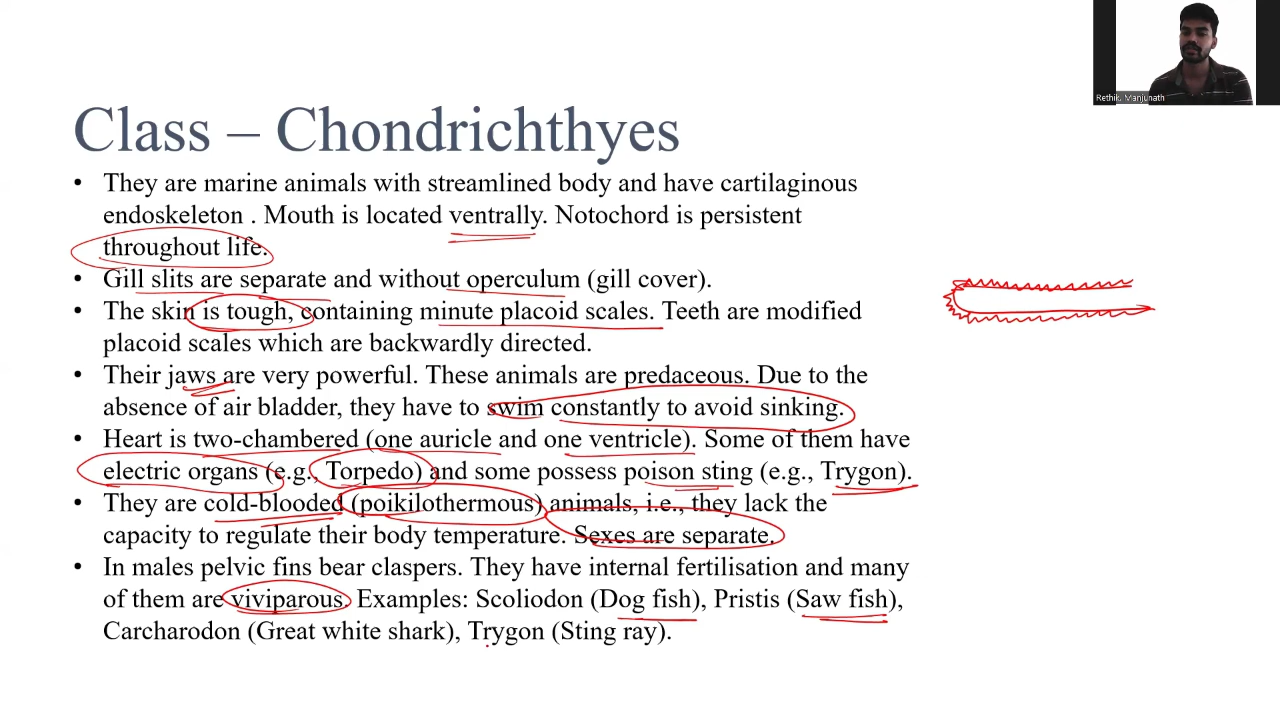 Rethik. Manjunath
Class – Chondrichthyes
• They are marine animals with streamlined body and have cartilaginous
endoskeleton . Mouth is located ventrally. Notochord is persistent
throughout life.
• Gill slits are separate and without operculum (gill cover).
• The skin is tough, containing minute placoid scales. Teeth are modified
placoid scales which are backwardly directed.
• Their jaws are very powerful. These animals are predaceous. Due to the
absence of air bladder, they have to swim constantly to avoid sinking.
• Heart is two-chambered (one auricle and one ventricle). Some of them have
electric organs (e.g., Torpedo) and some possess poison sting (e.g., Trygon).
• They are cold-blooded (poikilothermous) animals, i.e., they lack the
capacity to regulate their body temperature. Sexes are separate.
• In males pelvic fins bear claspers. They have internal fertilisation and many
of them are viviparous. Examples: Scoliodon (Dog fish), Pristis (Saw fish),
Carcharodon (Great white shark), Trygon (Sting ray).